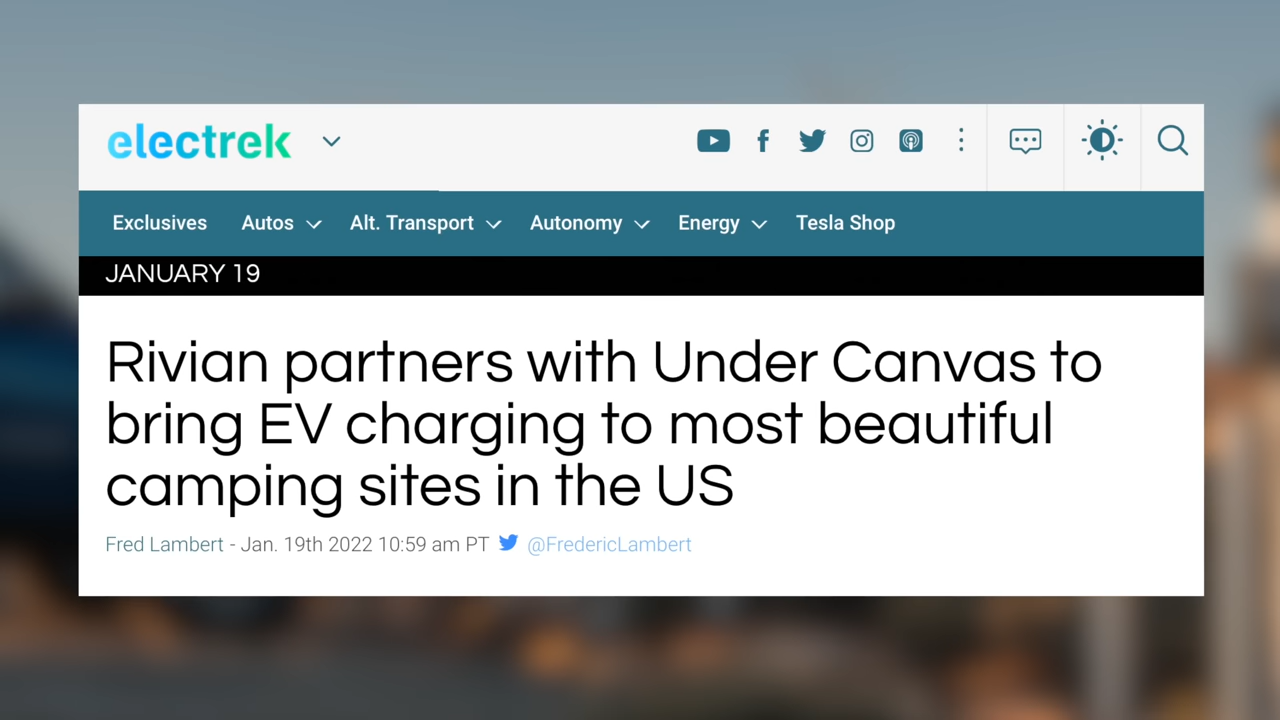 electrek
Exclusives Autos Alt. Transport Autonomy Energy Tesla Shop
JANUARY 19
Rivian partners with Under Canvas to
bring EV charging to most beautiful
camping sites in the US
Fred Lambert - Jan. 19th 2022 10:59 am PT @FredericLambert